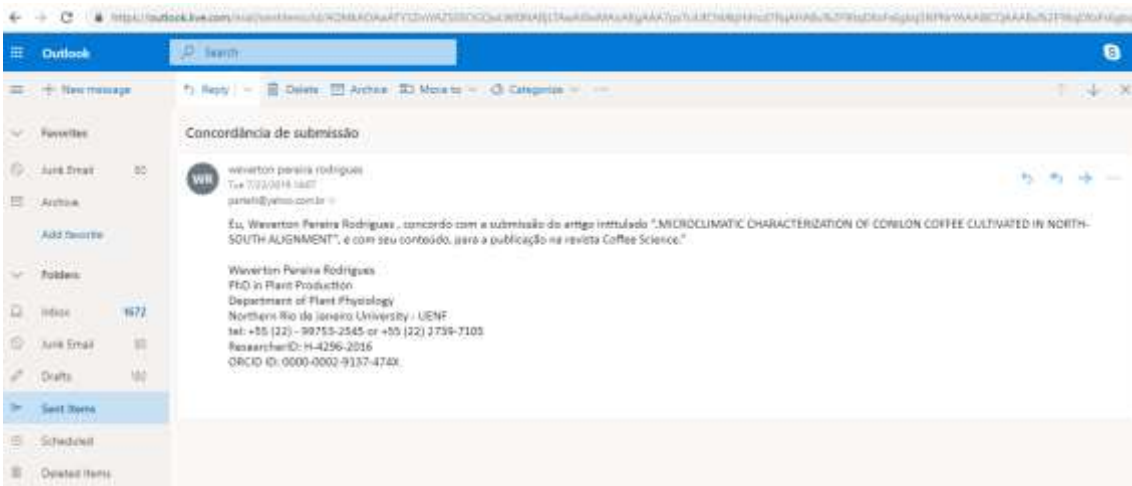 Outlook
Search
New message
Reply
Delete
Archive
Move to
Categorize
Favorites
Concordância de submissão
Junk Email
WR
weverton pereira rodrigues
Archive
Add favorite
Eu, Weverton Pereira Rodrigues , concordo com a submissão do artigo inttulado ".MICROCLIMATIC CHARACTERIZATION OF CONILON COFFEE CULTIVATED IN NORTH-
SOUTH ALIGNMENT", e com seu conteúdo, para a publicação na revista Coffee Science."
Folders
Weverton Pereira Rodrigues
PhD in Plant Production
Department of Plant Physiology
Inbox 1672
Northern Rio de Janeiro University - UENF
tel: +55 (22) - 99753-2545 or +55 (22) 2739-7105
Junk Email
ResearcherID: H-4296-2016
ORCID ID: 0000-0002-9137-474X
Drafts
Sent Items
Scheduled
Deleted Items